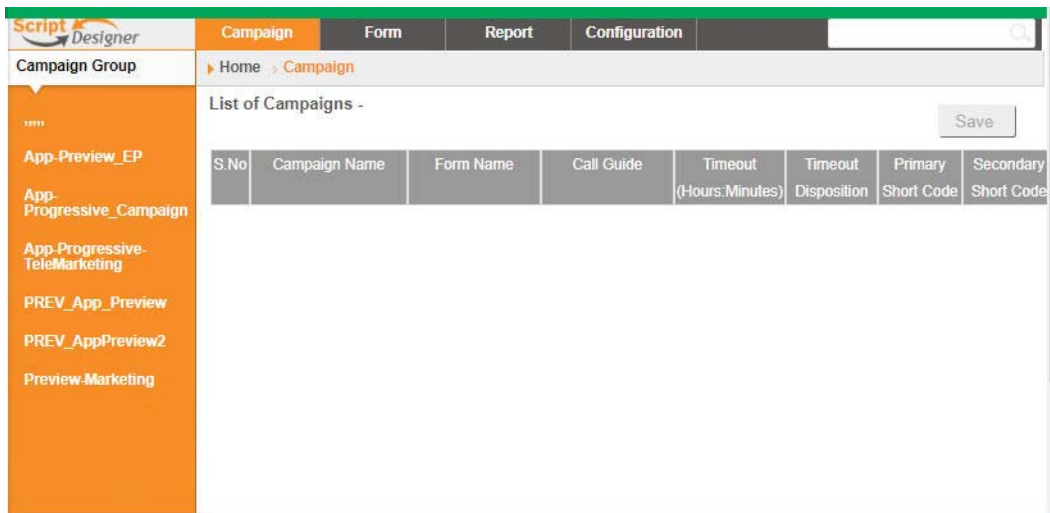 Script
Designer
Campaign
Form
Report
Configuration
Campaign Group
Home
Campaign
List of Campaigns -
Save
,,,,,
App-Preview_EP
App-
Progressive_Campaign
App-Progressive-
TeleMarketing
PREV_App_Preview
PREV_AppPreview2
Preview-Marketing
S.No
Campaign Name
Form Name
Call Guide
Timeout
(Hours:Minutes)
Timeout
Disposition
Primary
Short Code
Secondary
Short Code